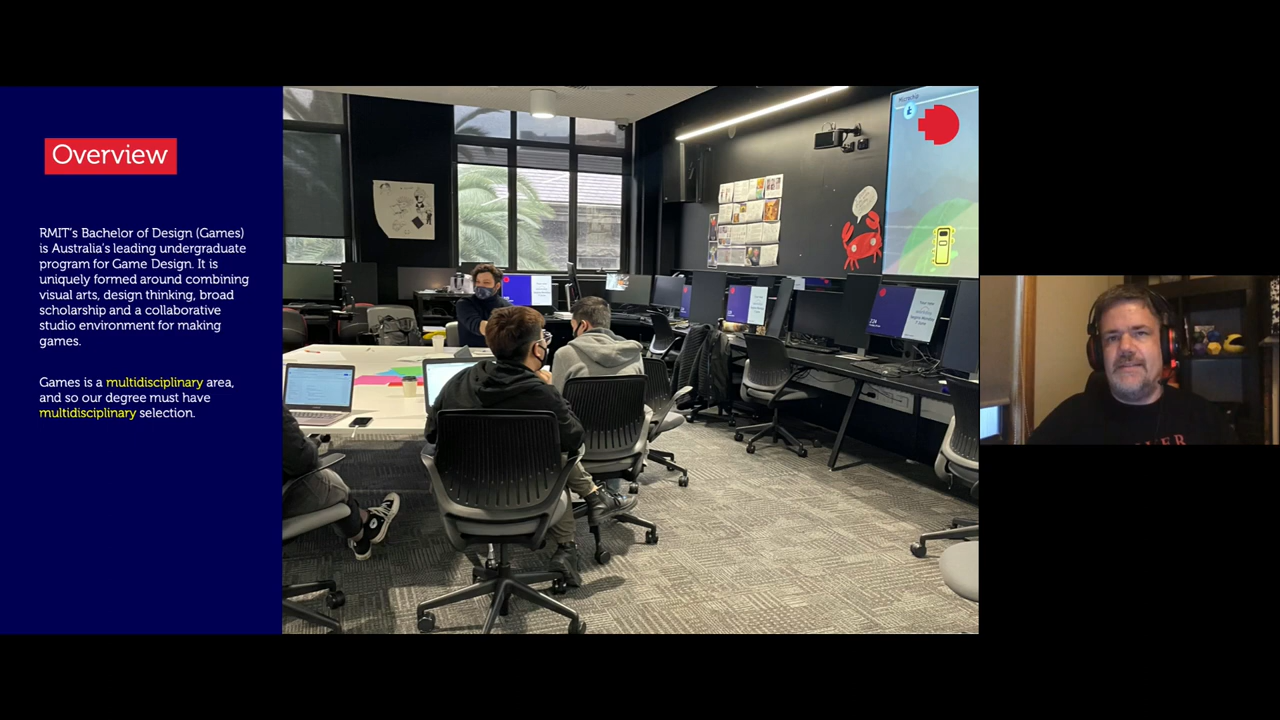 Overview
RMIT's Bachelor of Design (Games)
is Australia's leading undergraduate
program for Game Design. It is
uniquely formed around combining
visual arts, design thinking, broad
scholarship and a collaborative
studio environment for making
games.
Games is a multidisciplinary area,
and so our degree must have
multidisciplinary selection.